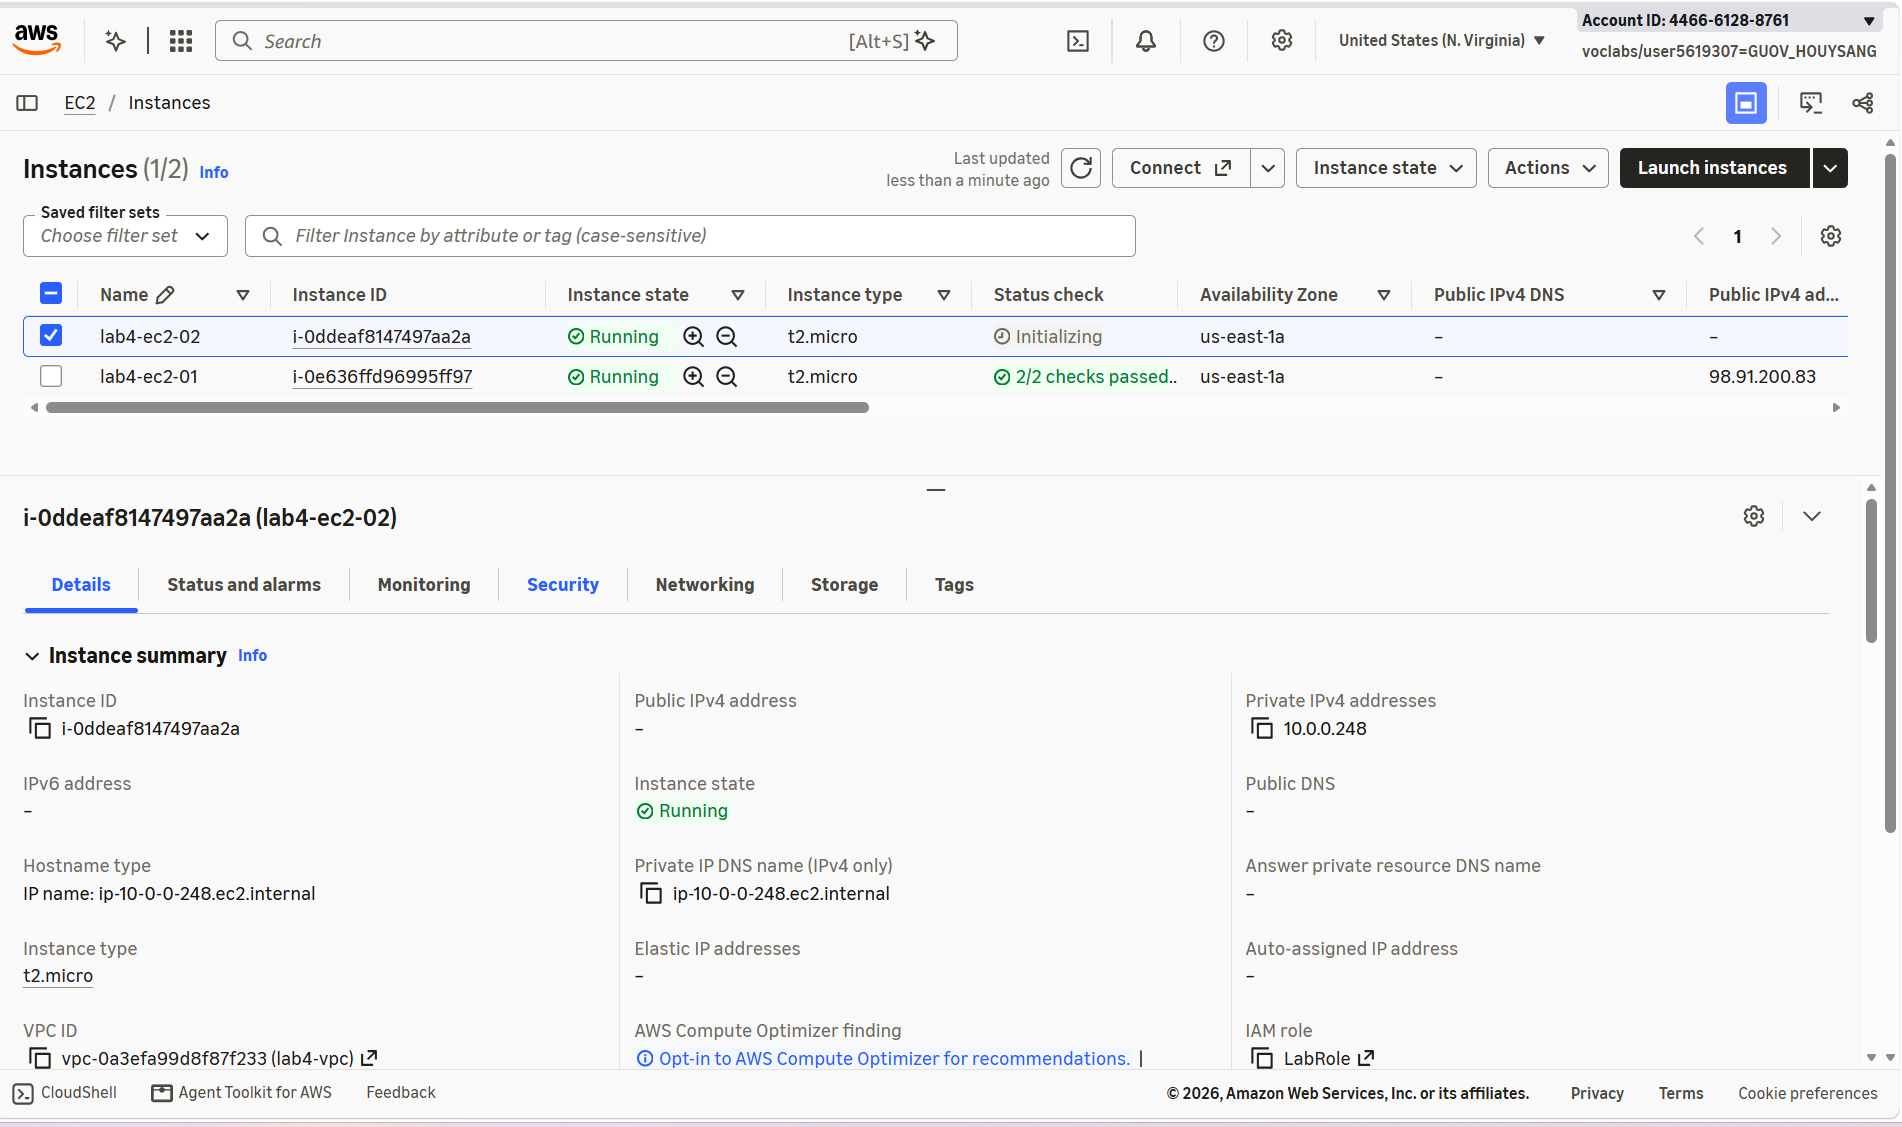 aws
Search [Alt+S]
United States (N. Virginia)
Account ID: 4466-6128-8761
voclabs/user5619307=GUOV_HOUYSANG
EC2 / Instances
Instances (1/2) Info
Last updated
less than a minute ago
Connect
Instance state
Actions
Launch instances
Saved filter sets
Choose filter set
Filter Instance by attribute or tag (case-sensitive)
1
Name Instance ID Instance state Instance type Status check Availability Zone Public IPv4 DNS Public IPv4 ad...
lab4-ec2-02 i-0ddeaf8147497aa2a Running t2.micro Initializing us-east-1a – –
lab4-ec2-01 i-0e636ffd96995ff97 Running t2.micro 2/2 checks passed.. us-east-1a – 98.91.200.83
i-0ddeaf8147497aa2a (lab4-ec2-02)
Details Status and alarms Monitoring Security Networking Storage Tags
Instance summary Info
Instance ID
i-0ddeaf8147497aa2a
Public IPv4 address
–
Private IPv4 addresses
10.0.0.248
IPv6 address
–
Instance state
Running
Public DNS
–
Hostname type
IP name: ip-10-0-0-248.ec2.internal
Private IP DNS name (IPv4 only)
ip-10-0-0-248.ec2.internal
Answer private resource DNS name
–
Instance type
t2.micro
Elastic IP addresses
–
Auto-assigned IP address
–
VPC ID
vpc-0a3efa99d8f87f233 (lab4-vpc)
AWS Compute Optimizer finding
Opt-in to AWS Compute Optimizer for recommendations. |
IAM role
LabRole
CloudShell Agent Toolkit for AWS Feedback © 2026, Amazon Web Services, Inc. or its affiliates. Privacy Terms Cookie preferences